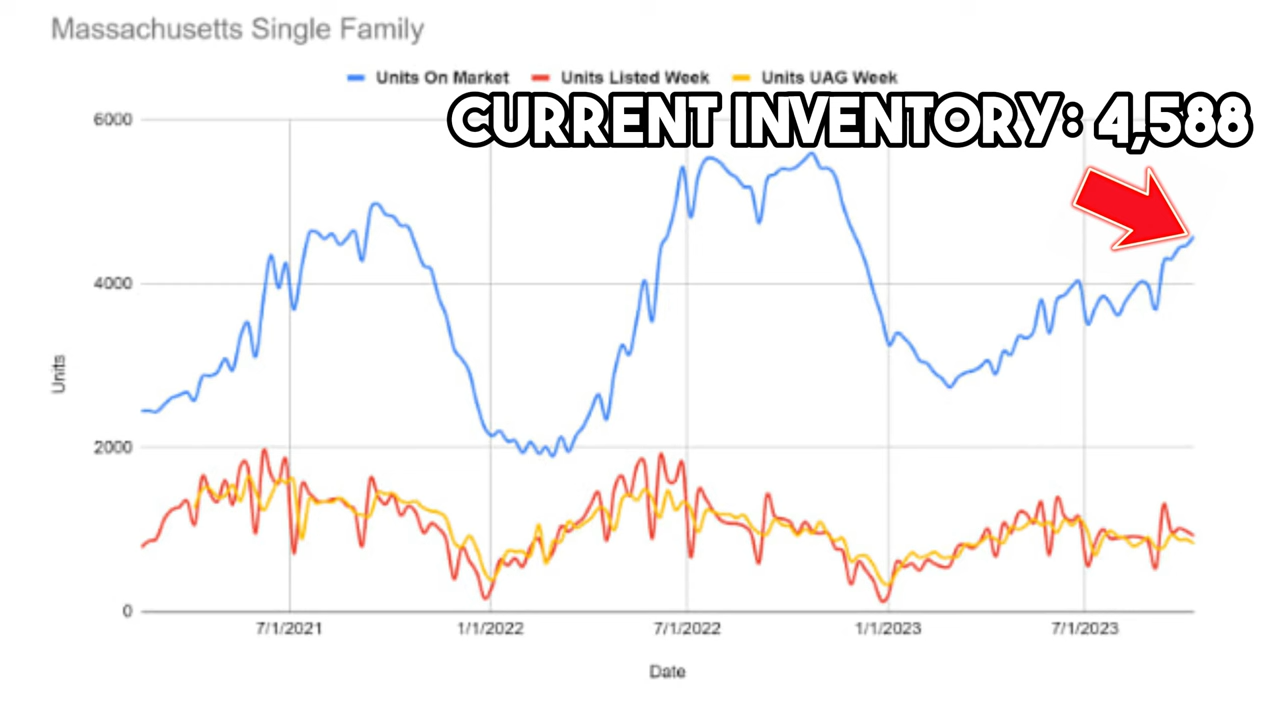 Massachusetts Single Family
Units On Market Units Listed Week Units UAG Week
CURRENT INVENTORY: 4,588
6000
4000
2000
0
Units
7/1/2021 1/1/2022 7/1/2022 1/1/2023 7/1/2023
Date